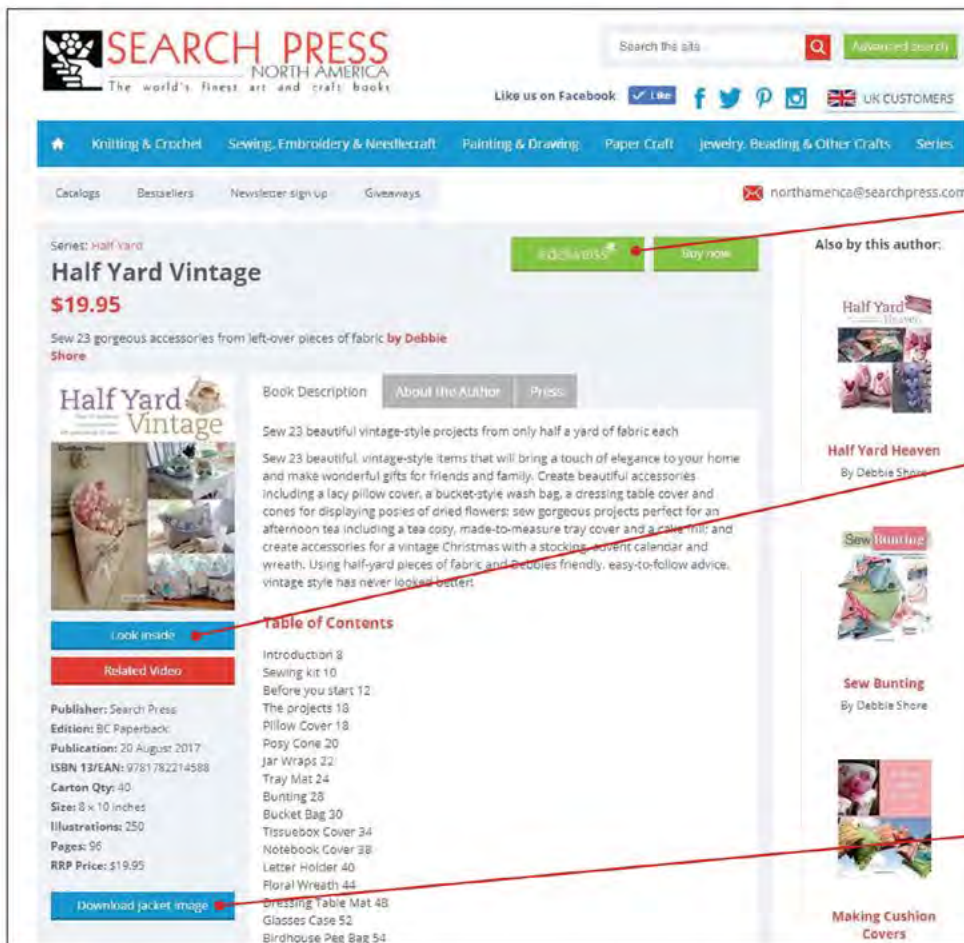 SEARCH PRESS
NORTH AMERICA
The world's finest art and craft books
Search the site
Advanced search
Like us on Facebook
Like
UK CUSTOMERS
Knitting & Crochet
Sewing, Embroidery & Needlecraft
Painting & Drawing
Paper Craft
Jewelry, Beading & Other Crafts
Series
Catalogs
Bestsellers
Newsletter sign up
Giveaways
northamerica@searchpress.com
Series: Half Yard
Half Yard Vintage
$19.95
Sew 23 gorgeous accessories from left-over pieces of fabric by Debbie
Shore
edelweiss
Buy now
Half Yard
Vintage
Debbie Shore
Look inside
Related Video
Publisher: Search Press
Edition: BC Paperback
Publication: 20 August 2017
ISBN 13/EAN: 9781782214588
Carton Qty: 40
Size: 8 × 10 inches
Illustrations: 250
Pages: 96
RRP Price: $19.95
Download jacket image
Book Description
About the Author
Press
Sew 23 beautiful vintage-style projects from only half a yard of fabric each
Sew 23 beautiful, vintage-style items that will bring a touch of elegance to your home
and make wonderful gifts for friends and family. Create beautiful accessories
including a lacy pillow cover, a bucket-style wash bag, a dressing table cover and
cones for displaying posies of dried flowers; sew gorgeous projects perfect for an
afternoon tea including a tea cosy, made-to-measure tray cover and a cake frill; and
create accessories for a vintage Christmas with a stocking, advent calendar and
wreath. Using half-yard pieces of fabric and Debbies friendly, easy-to-follow advice,
vintage style has never looked better!
Table of Contents
Introduction 8
Sewing kit 10
Before you start 12
The projects 18
Pillow Cover 18
Posy Cone 20
Jar Wraps 22
Tray Mat 24
Bunting 28
Bucket Bag 30
Tissuebox Cover 34
Notebook Cover 38
Letter Holder 40
Floral Wreath 44
Dressing Table Mat 48
Glasses Case 52
Birdhouse Peg Bag 54
Also by this author:
Half Yard
Heaven
Half Yard Heaven
By Debbie Shore
Sew Bunting
Sew Bunting
By Debbie Shore
Making Cushion
Covers